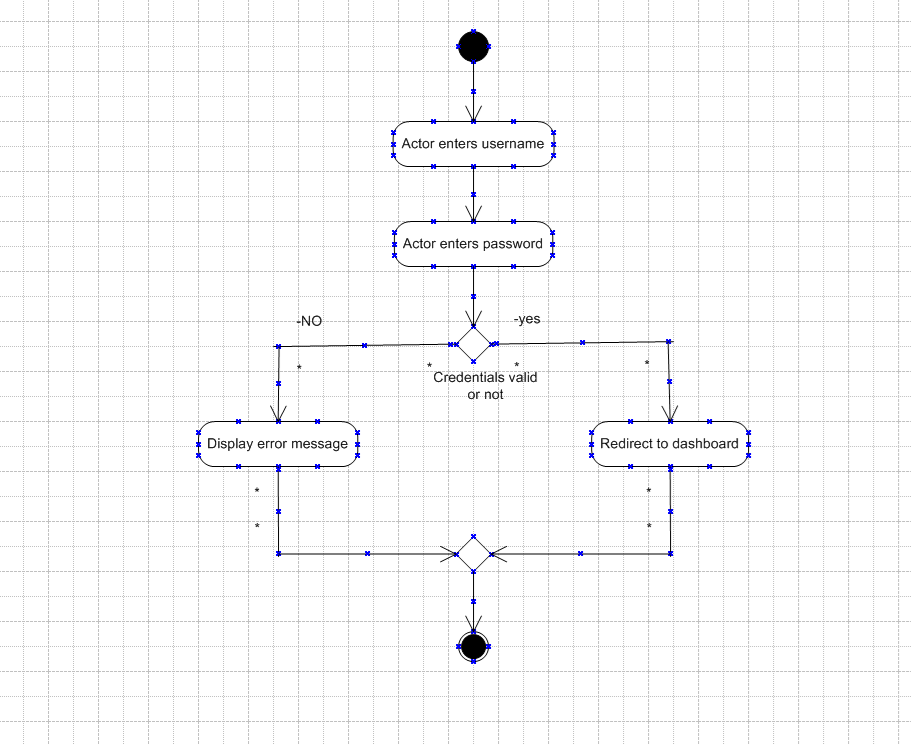 Actor enters username
Actor enters password
-NO
-yes
*
*
*
*
Credentials valid
or not
Display error message
Redirect to dashboard
*
*
*
*